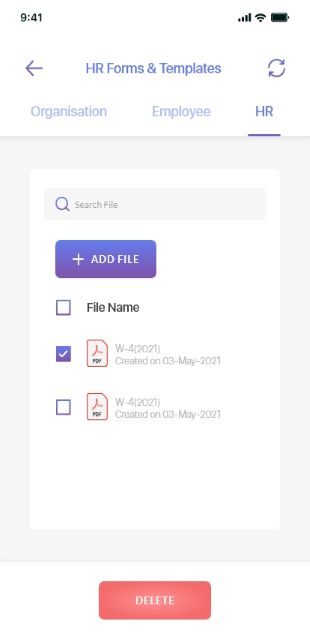 9:41
HR Forms & Templates
Organisation Employee HR
Search File
+ ADD FILE
File Name
PDF
W-4(2021)
Created on 03-May-2021
PDF
W-4(2021)
Created on 03-May-2021
DELETE